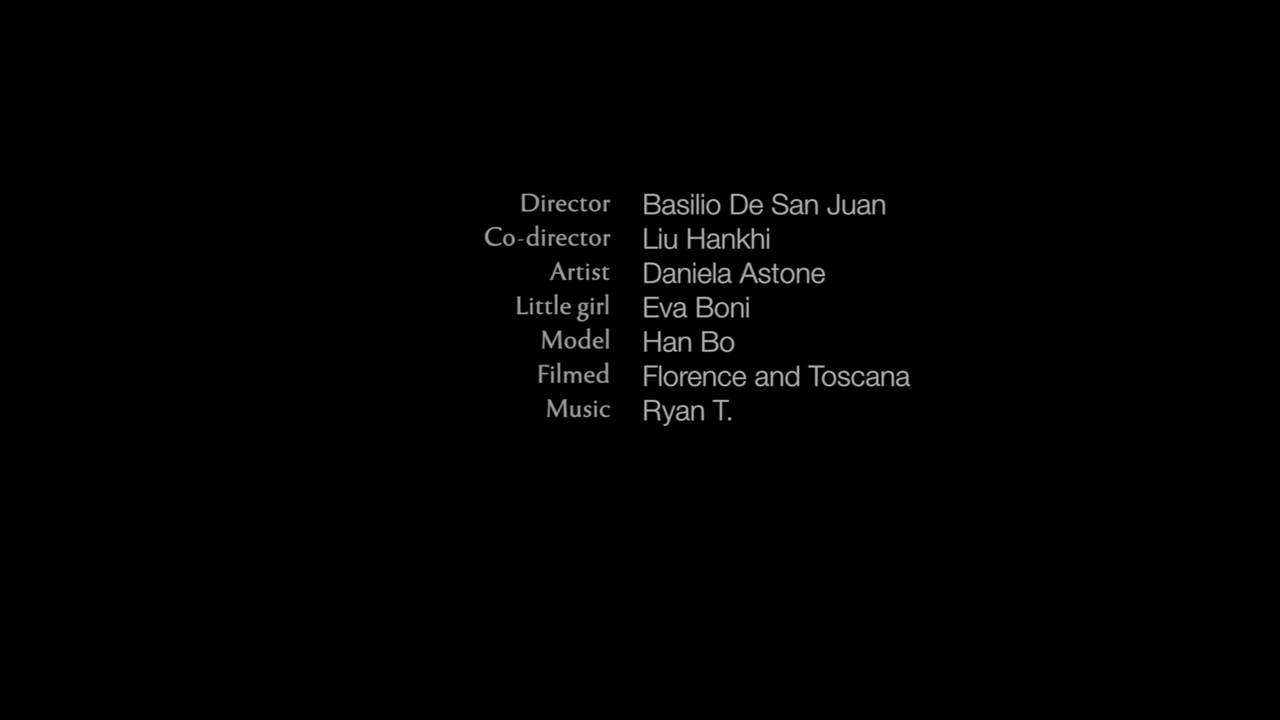 Director Basilio De San Juan
Co-director Liu Hankhi
Artist Daniela Astone
Little girl Eva Boni
Model Han Bo
Filmed Florence and Toscana
Music Ryan T.